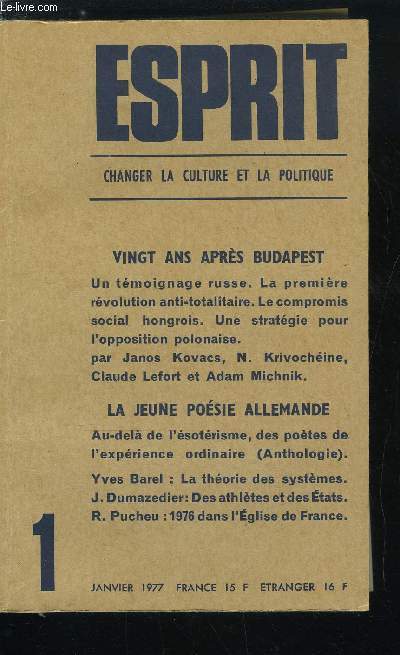 Le-livre.com
ESPRIT
CHANGER LA CULTURE ET LA POLITIQUE
VINGT ANS APRÈS BUDAPEST
Un témoignage russe. La première
révolution anti-totalitaire. Le compromis
social hongrois. Une stratégie pour
l'opposition polonaise.
par Janos Kovacs, N. Krivochéine,
Claude Lefort et Adam Michnik.
LA JEUNE POÉSIE ALLEMANDE
Au-delà de l'ésotérisme, des poètes de
l'expérience ordinaire (Anthologie).
Yves Barel : La théorie des systèmes.
J. Dumazedier : Des athlètes et des États.
R. Pucheu : 1976 dans l'Église de France.
1
JANVIER 1977 FRANCE 15 F ETRANGER 16 F